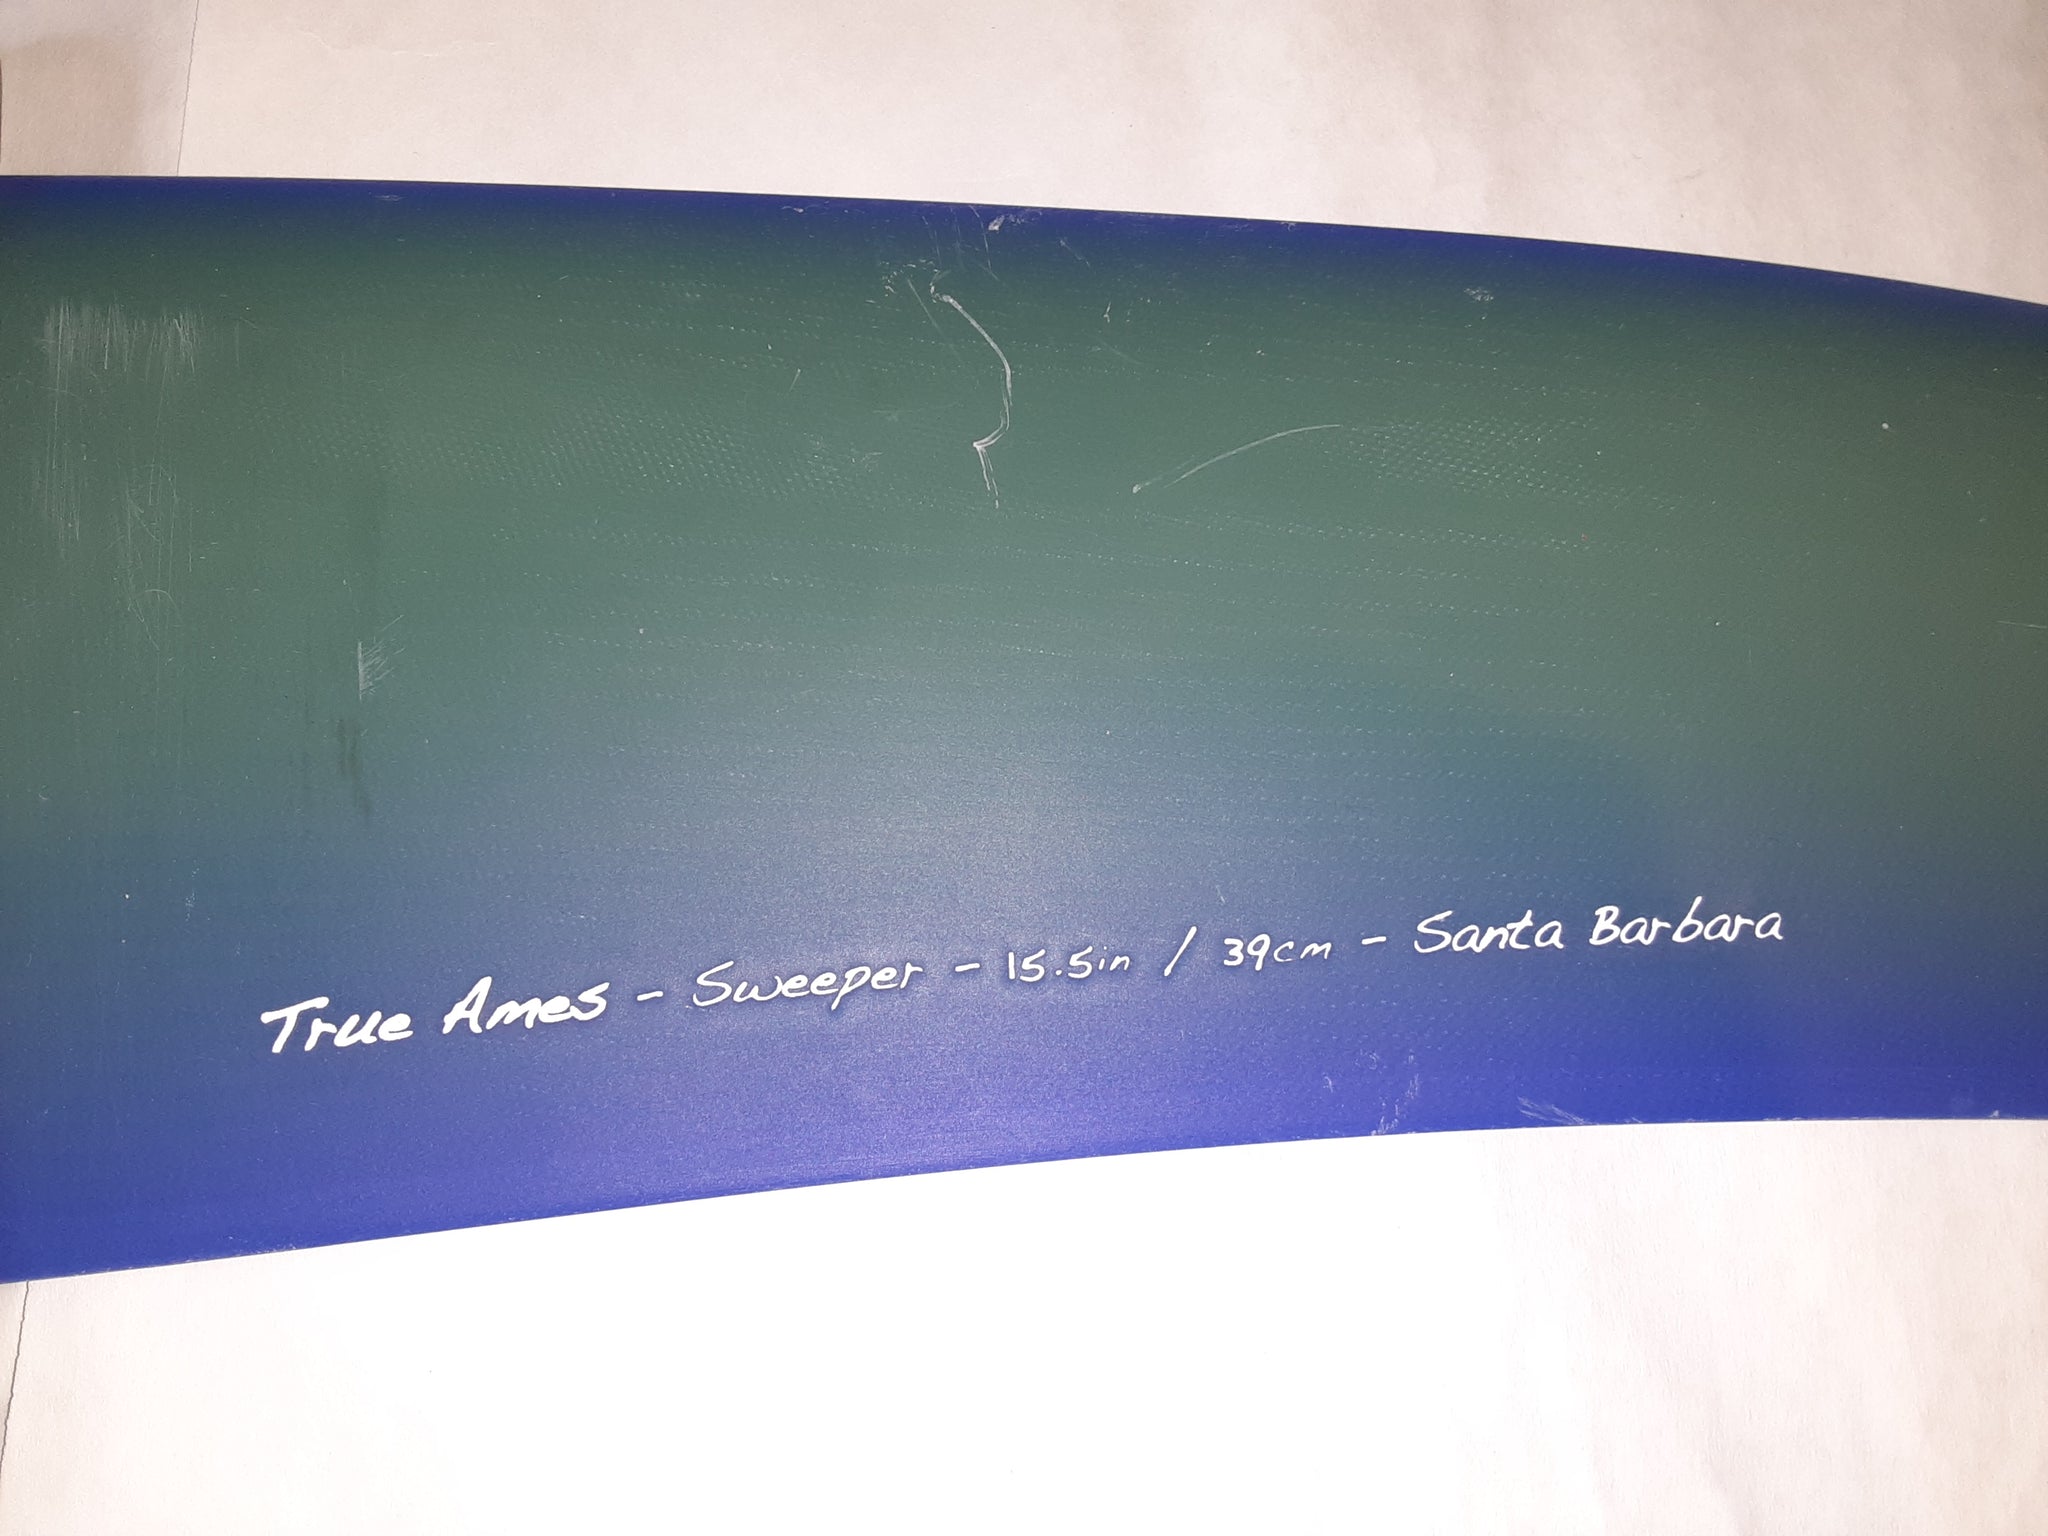 True Ames - Sweeper - 15.5in / 39cm - Santa Barbara